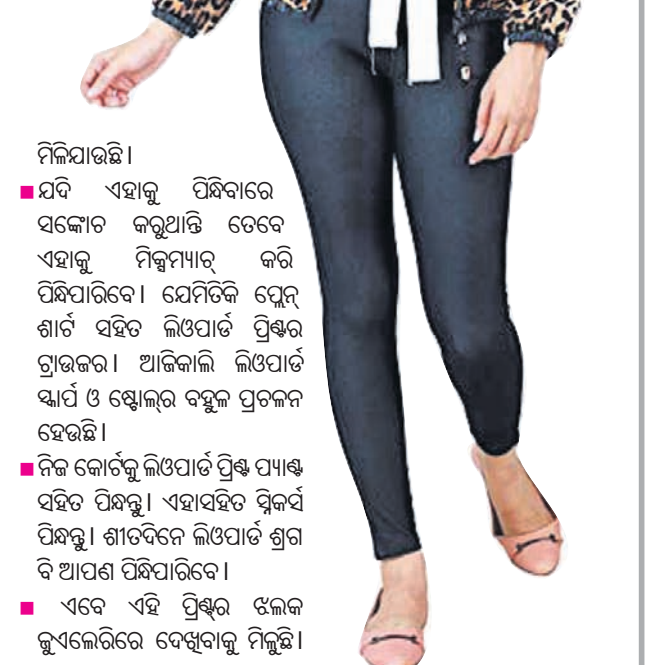 ମିଳିଯାଉଛି।
■ ଯଦି ଏହାକୁ ପିନ୍ଧିବାରେ
ସଙ୍କୋଚ କରୁଥାନ୍ତି ତେବେ
ଏହାକୁ ମିକ୍ସମ୍ୟାଚ୍ କରି
ପିନ୍ଧିପାରିବେ। ଯେମିତିକି ପ୍ଲେନ୍
ଶାର୍ଟ ସହିତ ଲିଓପାର୍ଡ ପ୍ରିଣ୍ଟର
ଟ୍ରାଉଜର। ଆଜିକାଲି ଲିଓପାର୍ଡ
ସ୍କାର୍ପ ଓ ଷ୍ଟୋଲ୍‌ର ବହୁଳ ପ୍ରଚଳନ
ହେଉଛି।
■ ନିଜ କୋର୍ଟକୁ ଲିଓପାର୍ଡ ପ୍ରିଣ୍ଟ ପ୍ୟାଣ୍ଟ
ସହିତ ପିନ୍ଧନ୍ତୁ। ଏହାସହିତ ସ୍ନିକର୍ସ
ପିନ୍ଧନ୍ତୁ। ଶୀତଦିନେ ଲିଓପାର୍ଡ ଶ୍ରଗ
ବି ଆପଣ ପିନ୍ଧିପାରିବେ।
■ ଏବେ ଏହି ପ୍ରିଣ୍ଟ୍‌ର ଝଲକ
ଜୁଏଲେରିରେ ଦେଖିବାକୁ ମିଳୁଛି।